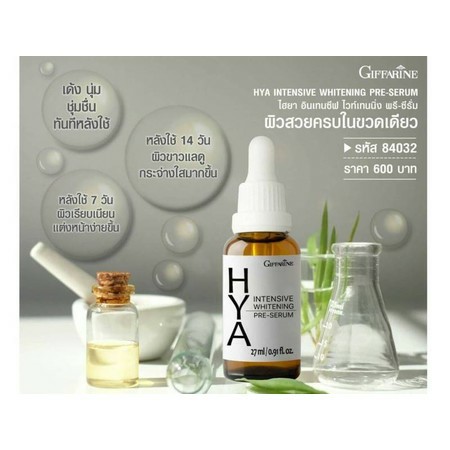 GIFFARINE
HYA INTENSIVE WHITENING PRE-SERUM
ไฮยา อินเทนซีฟ ไวท์เทนนิ่ง พรี-ซีรั่ม
ผิวสวยครบในขวดเดียว
รหัส 84032
ราคา 600 บาท
เด้ง นุ่ม
ชุ่มชื่น
ทันทีหลังใช้
หลังใช้ 14 วัน
ผิวขาวแลดู
กระจ่างใสมากขึ้น
หลังใช้ 7 วัน
ผิวเรียบเนียน
แต่งหน้าง่ายขึ้น
GIFFARINE
HYA
INTENSIVE
WHITENING
PRE-SERUM
27 ml / 0.91 fl. oz.